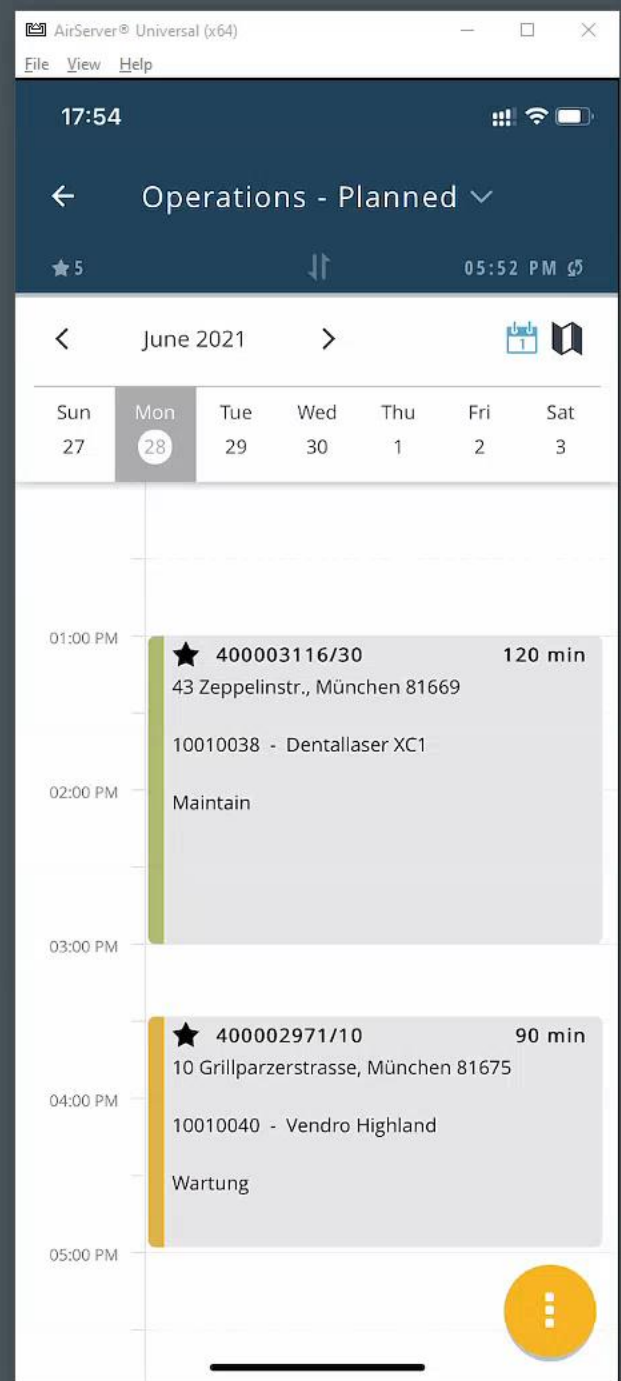 AirServer® Universal (x64)
File View Help
17:54
Operations - Planned
5 05:52 PM
June 2021
1
Sun Mon Tue Wed Thu Fri Sat
27 28 29 30 1 2 3
01:00 PM
400003116/30 120 min
43 Zeppelinstr., München 81669
10010038 - Dentallaser XC1
02:00 PM
Maintain
03:00 PM
400002971/10 90 min
10 Grillparzerstrasse, München 81675
04:00 PM
10010040 - Vendro Highland
Wartung
05:00 PM